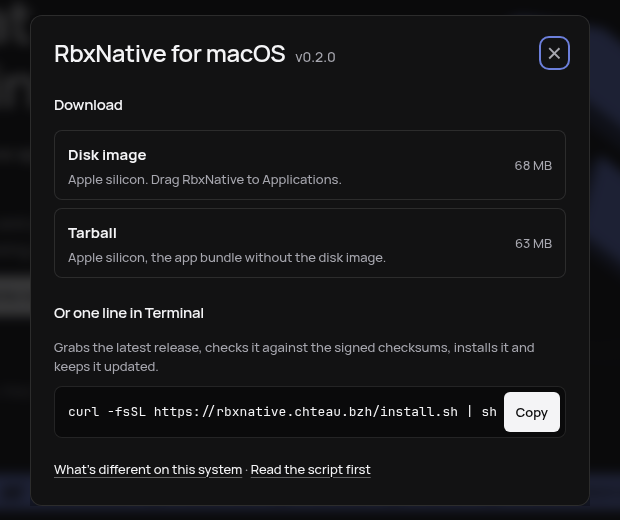 RbxNative for macOS v0.2.0
Download
Disk image
Apple silicon. Drag RbxNative to Applications.
68 MB
Tarball
Apple silicon, the app bundle without the disk image.
63 MB
Or one line in Terminal
Grabs the latest release, checks it against the signed checksums, installs it and
keeps it updated.
curl -fsSL https://rbxnative.chteau.bzh/install.sh | sh
Copy
What's different on this system · Read the script first